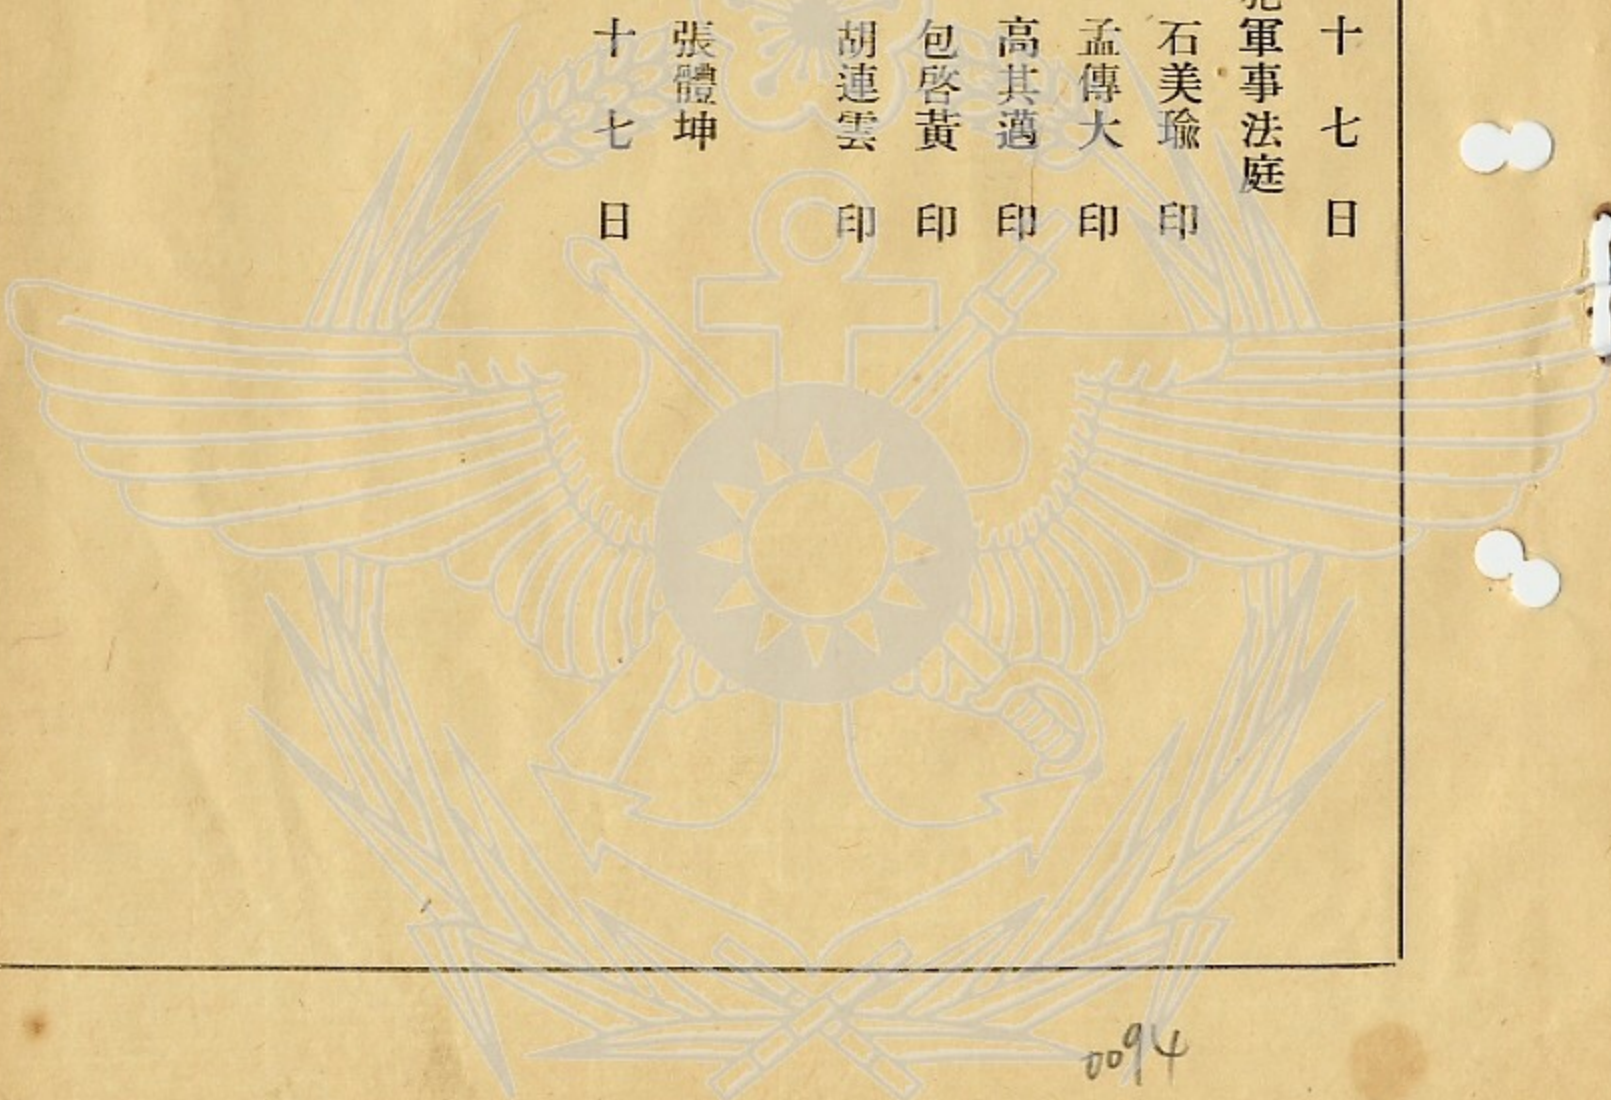 十七日
軍事法庭
石美瑜 印
孟傳大 印
高其邁 印
包啓黃 印
胡連雲 印
張體坤
十七日
0094